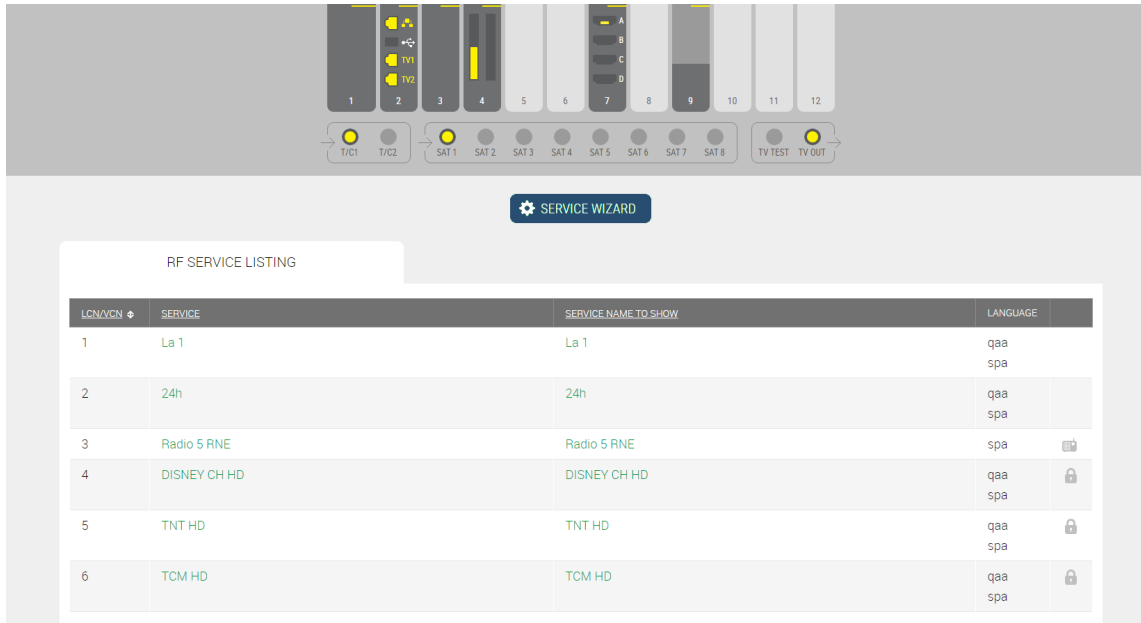 A
B
TV1 C
TV2 D
1 2 3 4 5 6 7 8 9 10 11 12
T/C1 T/C2 SAT 1 SAT 2 SAT 3 SAT 4 SAT 5 SAT 6 SAT 7 SAT 8 TV TEST TV OUT
SERVICE WIZARD
RF SERVICE LISTING
LCN/VCN SERVICE SERVICE NAME TO SHOW LANGUAGE
1 La 1 La 1 qaa
spa
2 24h 24h qaa
spa
3 Radio 5 RNE Radio 5 RNE spa
4 DISNEY CH HD DISNEY CH HD qaa
spa
5 TNT HD TNT HD qaa
spa
6 TCM HD TCM HD qaa
spa